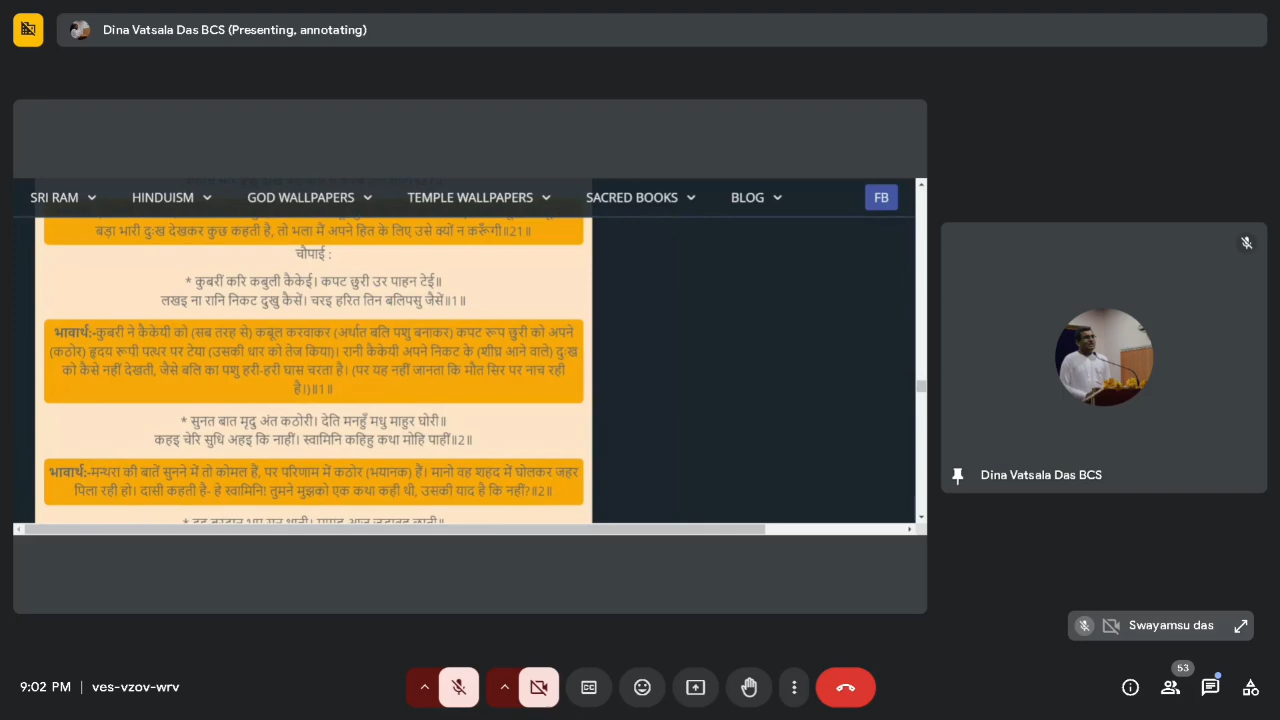 Dina Vatsala Das BCS (Presenting, annotating)
SRI RAM HINDUISM GOD WALLPAPERS TEMPLE WALLPAPERS SACRED BOOKS BLOG FB
बड़ा भारी दुःख देखकर कुछ कहती है, तो भला मैं अपने हित के लिए उसे क्यों न करूँगी॥21॥
चौपाई :
* कुबरीं करि कबुली कैकेई। कपट छुरी उर पाहन टेई॥
लखइ ना रानि निकट दुखु कैसें। चरइ हरित तिन बलिपसु जैसें॥1॥
भावार्थ:-कुबरी ने कैकेयी को (सब तरह से) कबूल करवाकर (अर्थात बलि पशु बनाकर) कपट रूप छुरी को अपने
(कठोर) हृदय रूपी पत्थर पर टेया (उसकी धार को तेज किया)। रानी कैकेयी अपने निकट के (शीघ्र आने वाले) दुःख
को कैसे नहीं देखती, जैसे बलि का पशु हरी-हरी घास चरता है। (पर यह नहीं जानता कि मौत सिर पर नाच रही
है।)॥1॥
* सुनत बात मृदु अंत कठोरी। देति मनहुँ मधु माहुर घोरी॥
कहइ चेरि सुधि अहइ कि नाहीं। स्वामिनि कहिहु कथा मोहि पाहीं॥2॥
भावार्थ:-मन्थरा की बातें सुनने में तो कोमल हैं, पर परिणाम में कठोर (भयानक) हैं। मानो वह शहद में घोलकर जहर
पिला रही हो। दासी कहती है- हे स्वामिनि! तुमने मुझको एक कथा कही थी, उसकी याद है कि नहीं?॥2॥
Dina Vatsala Das BCS
Swayamsu das
53
9:02 PM | ves-vzov-wrv